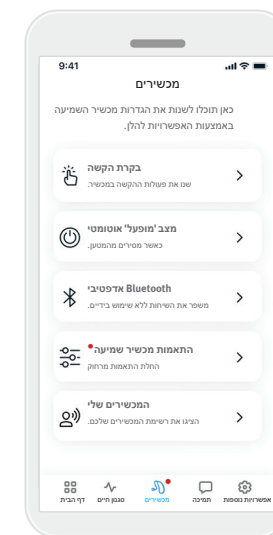 9:41
מכשירים
כאן תוכלו לשנות את הגדרות מכשיר השמיעה
באמצעות האפשרויות להלן.
בקרת הקשה
שנו את פעולות ההקשה במכשיר.
מצב 'מופעל' אוטומטי
כאשר מסירים מהמטען.
Bluetooth אדפטיבי
משפר את השיחות ללא שימוש בידיים.
התאמות מכשיר שמיעה
החלת התאמות מרחוק
המכשירים שלי
הציגו את רשימת המכשירים שלכם.
אפשרויות נוספות
תמיכה
מכשירים
סגנון חיים
דף הבית